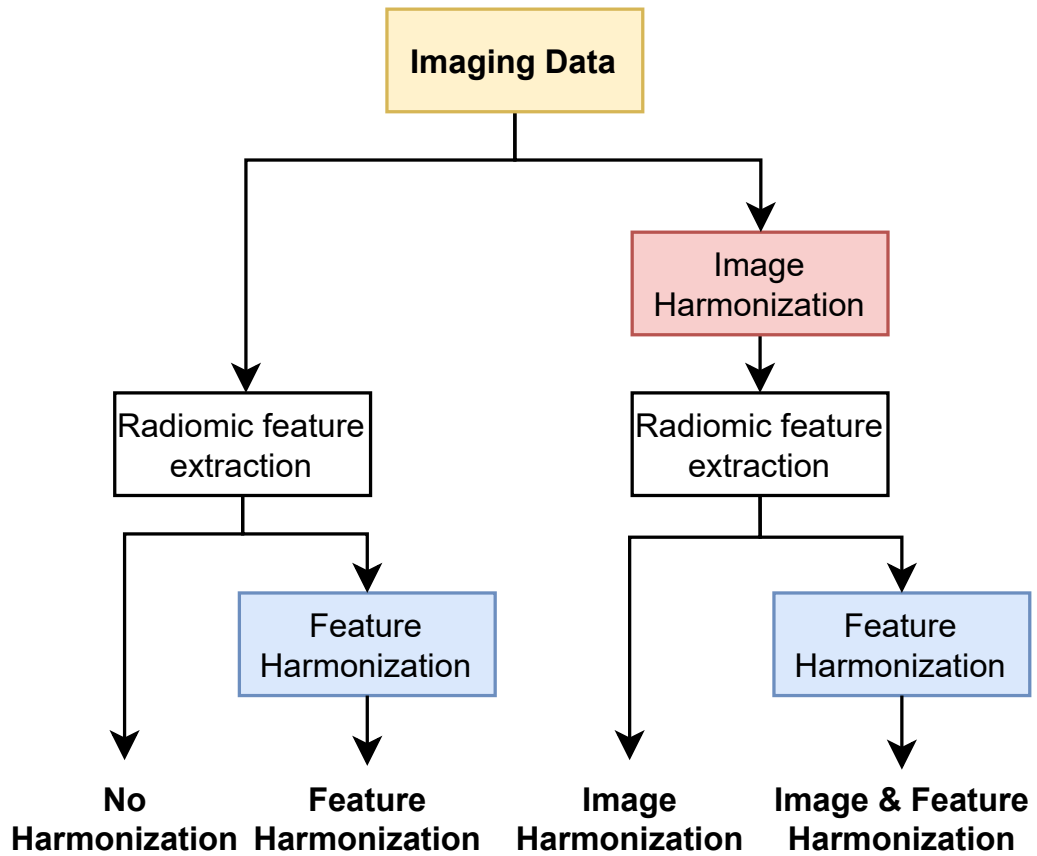 Imaging Data
Image
Harmonization
Radiomic feature
extraction
Radiomic feature
extraction
Feature
Harmonization
Feature
Harmonization
No
Harmonization
Feature
Harmonization
Image
Harmonization
Image & Feature
Harmonization